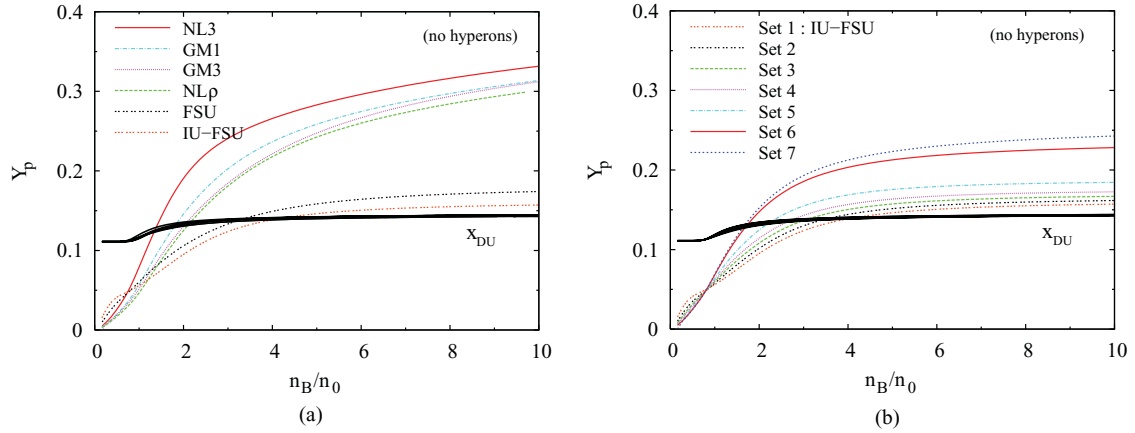 (no hyperons)
NL3
GM1
GM3
NLρ
FSU
IU−FSU
0.4
0.3
0.2
0.1
0
Y_p
x_DU
0 2 4 6 8 10
n_B/n_0
(a)
(no hyperons)
Set 1 : IU−FSU
Set 2
Set 3
Set 4
Set 5
Set 6
Set 7
0.4
0.3
0.2
0.1
0
Y_p
x_DU
0 2 4 6 8 10
n_B/n_0
(b)